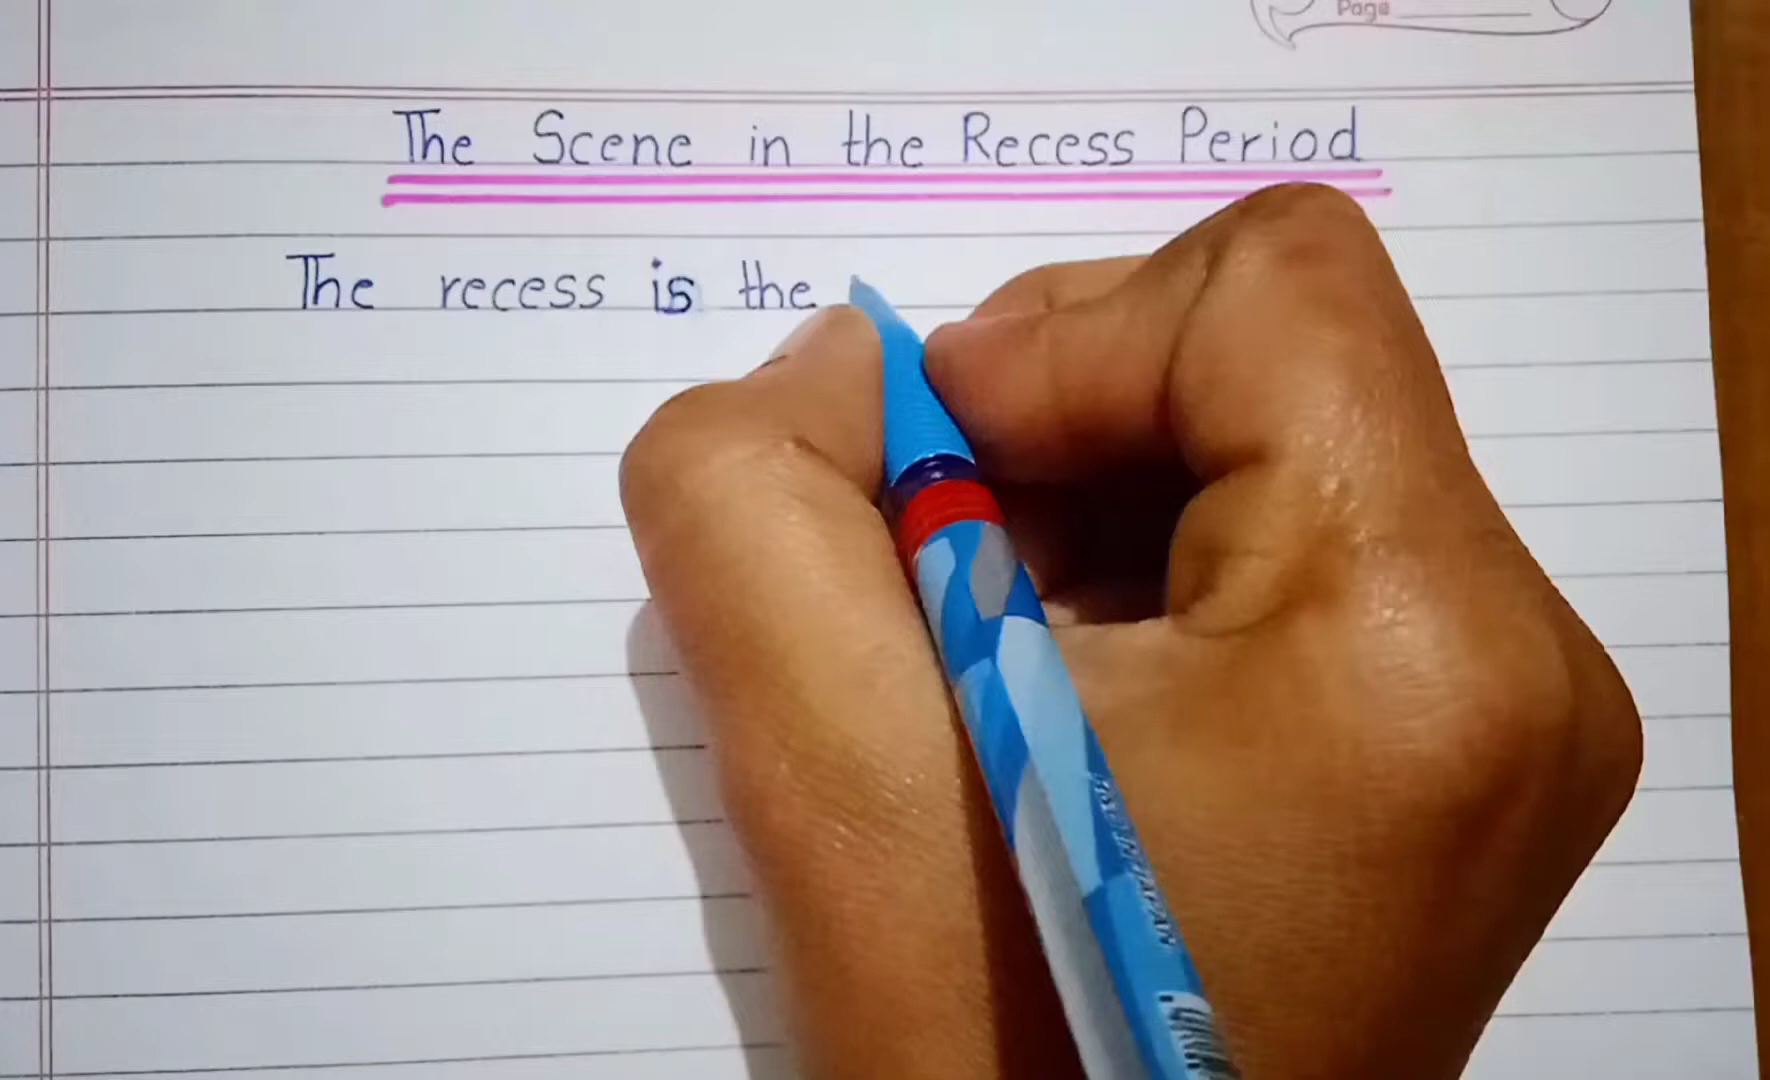 Page
The Scene in the Recess Period
The recess is the